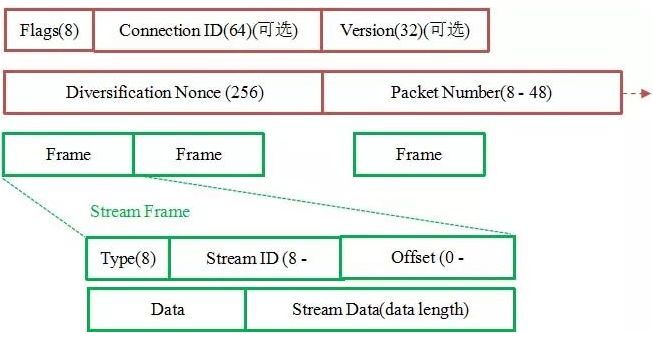 Flags(8) Connection ID(64)(可选) Version(32)(可选)
Diversification Nonce (256) Packet Number(8 - 48)
Frame Frame Frame
Stream Frame
Type(8) Stream ID (8 - Offset (0 -
Data Stream Data(data length)